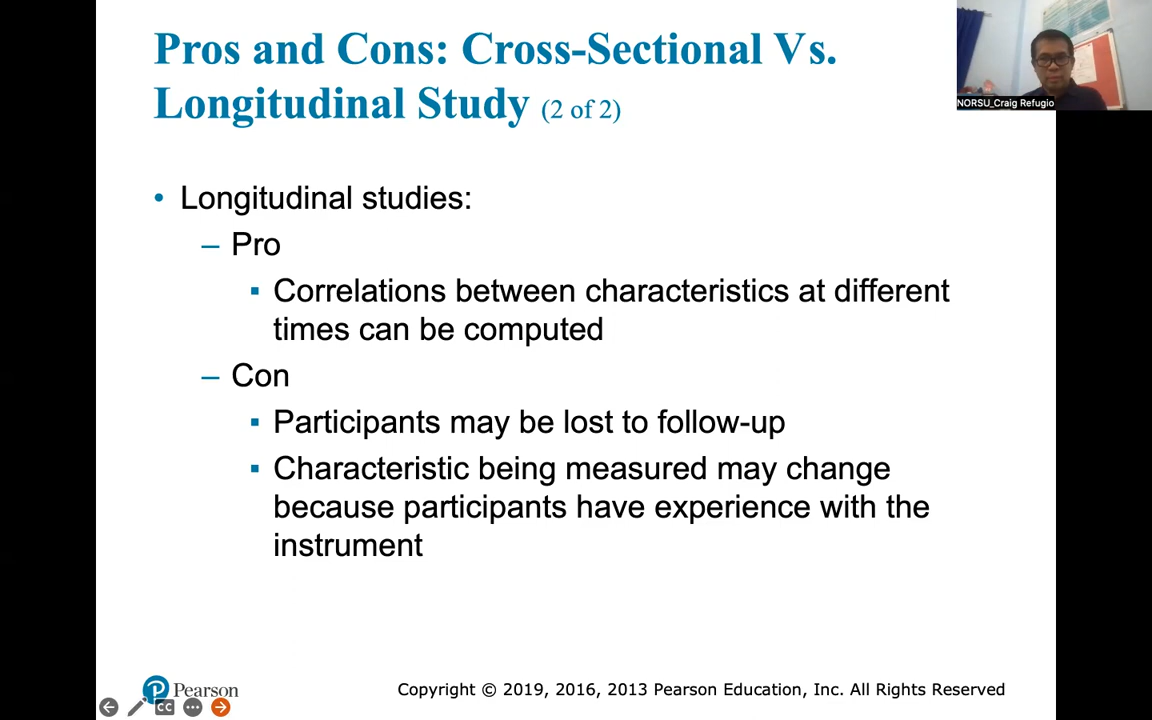 Pros and Cons: Cross-Sectional Vs.
Longitudinal Study (2 of 2)
NORSU_Craig Refugio
• Longitudinal studies:
– Pro
▪ Correlations between characteristics at different
times can be computed
– Con
▪ Participants may be lost to follow-up
▪ Characteristic being measured may change
because participants have experience with the
instrument
P Pearson
CC
Copyright © 2019, 2016, 2013 Pearson Education, Inc. All Rights Reserved